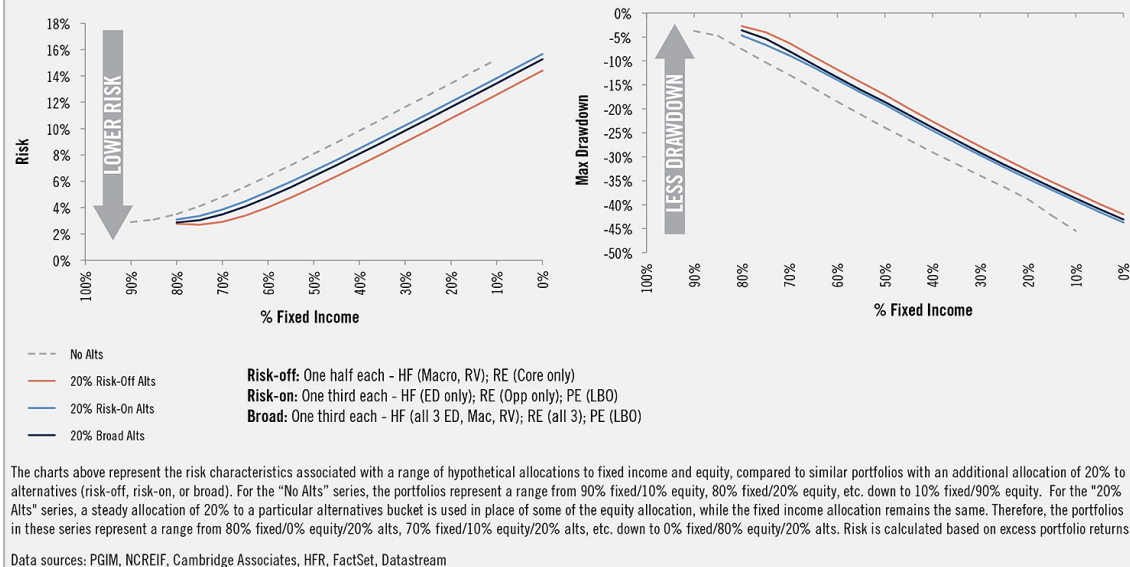 18%
16%
14%
12%
10%
8%
6%
4%
2%
0%
Risk
LOWER RISK
100%
90%
80%
70%
60%
50%
40%
30%
20%
10%
0%
% Fixed Income
0%
-5%
-10%
-15%
-20%
-25%
-30%
-35%
-40%
-45%
-50%
Max Drawdown
LESS DRAWDOWN
100%
90%
80%
70%
60%
50%
40%
30%
20%
10%
0%
% Fixed Income
No Alts
20% Risk-Off Alts
20% Risk-On Alts
20% Broad Alts
Risk-off: One half each - HF (Macro, RV); RE (Core only)
Risk-on: One third each - HF (ED only); RE (Opp only); PE (LBO)
Broad: One third each - HF (all 3 ED, Mac, RV); RE (all 3); PE (LBO)
The charts above represent the risk characteristics associated with a range of hypothetical allocations to fixed income and equity, compared to similar portfolios with an additional allocation of 20% to
alternatives (risk-off, risk-on, or broad). For the “No Alts” series, the portfolios represent a range from 90% fixed/10% equity, 80% fixed/20% equity, etc. down to 10% fixed/90% equity. For the "20%
Alts" series, a steady allocation of 20% to a particular alternatives bucket is used in place of some of the equity allocation, while the fixed income allocation remains the same. Therefore, the portfolios
in these series represent a range from 80% fixed/0% equity/20% alts, 70% fixed/10% equity/20% alts, etc. down to 0% fixed/80% equity/20% alts. Risk is calculated based on excess portfolio returns
Data sources: PGIM, NCREIF, Cambridge Associates, HFR, FactSet, Datastream